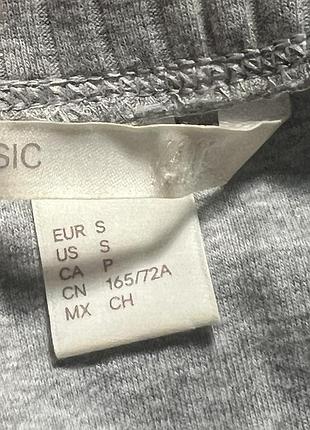 SIC
EUR S
US S
CA P
CN 165/72A
MX CH